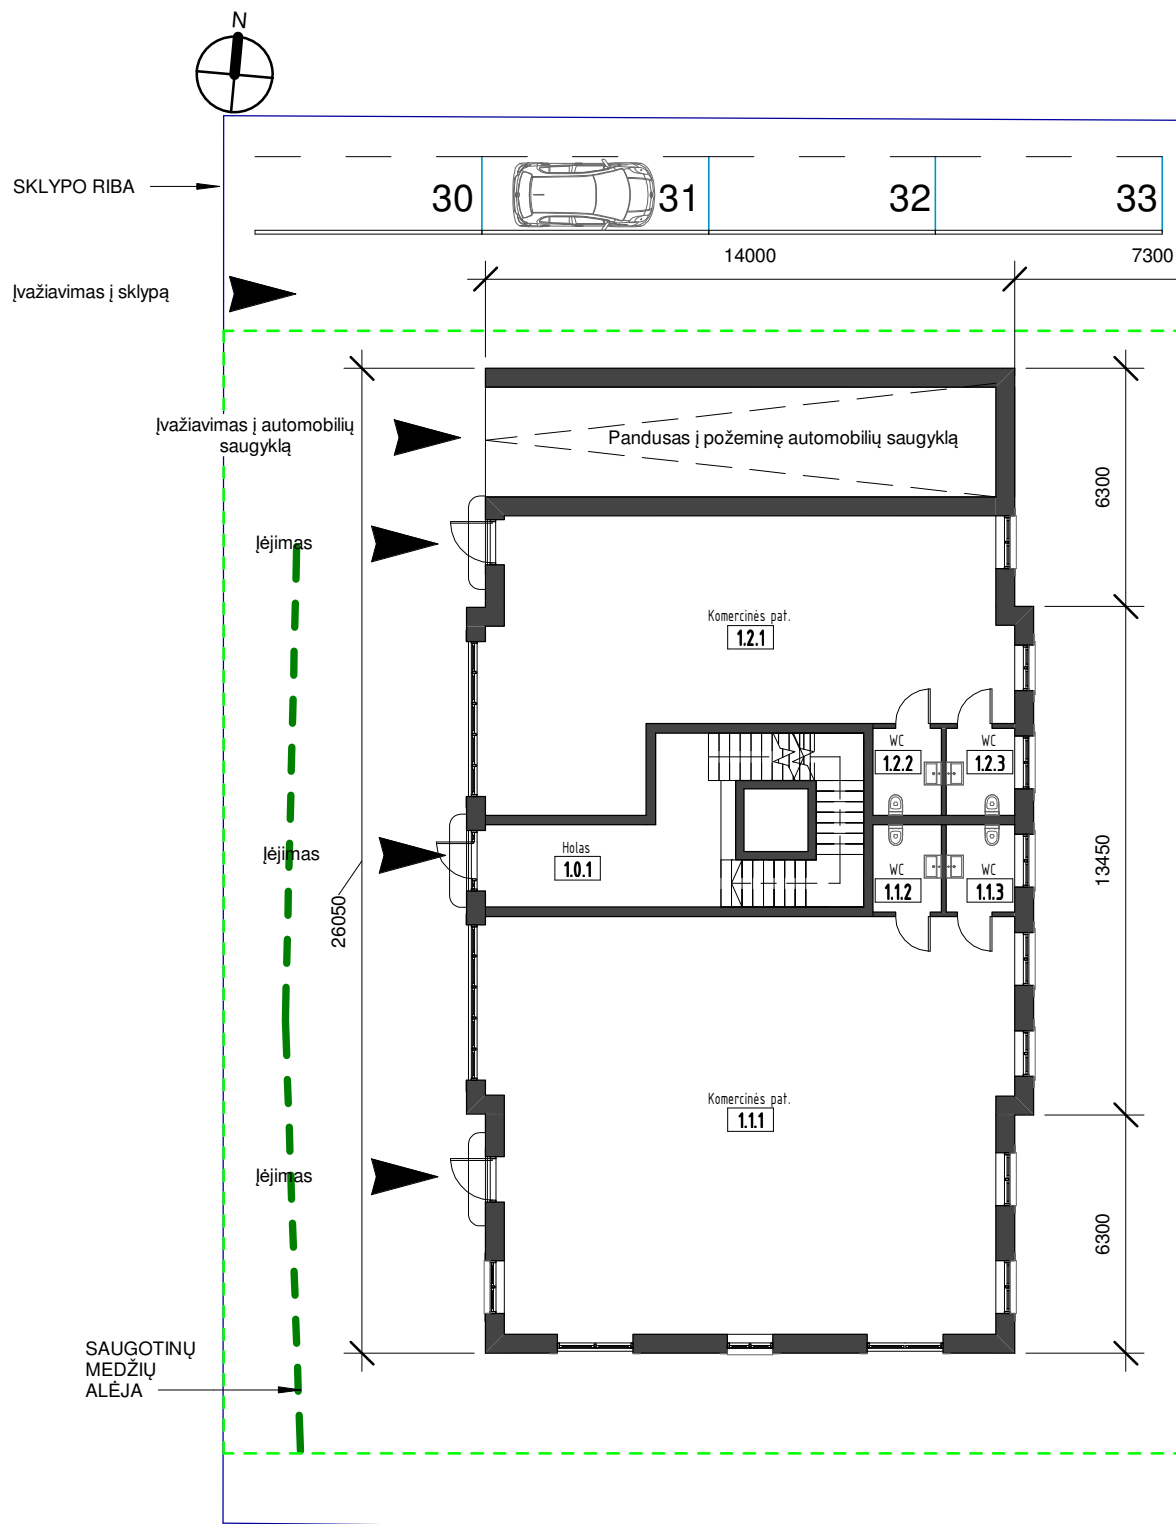 N
SKLYPO RIBA
30
31
32
33
14000
7300
Įvažiavimas į sklypą
Įvažiavimas į automobilių
saugyklą
Pandusas į požeminę automobilių saugyklą
6300
Įėjimas
Komercinės pat.
1.2.1
WC
1.2.2
WC
1.2.3
Įėjimas
Holas
1.0.1
WC
1.1.2
WC
1.1.3
13450
26050
Komercinės pat.
1.1.1
Įėjimas
6300
SAUGOTINŲ
MEDŽIŲ
ALĖJA